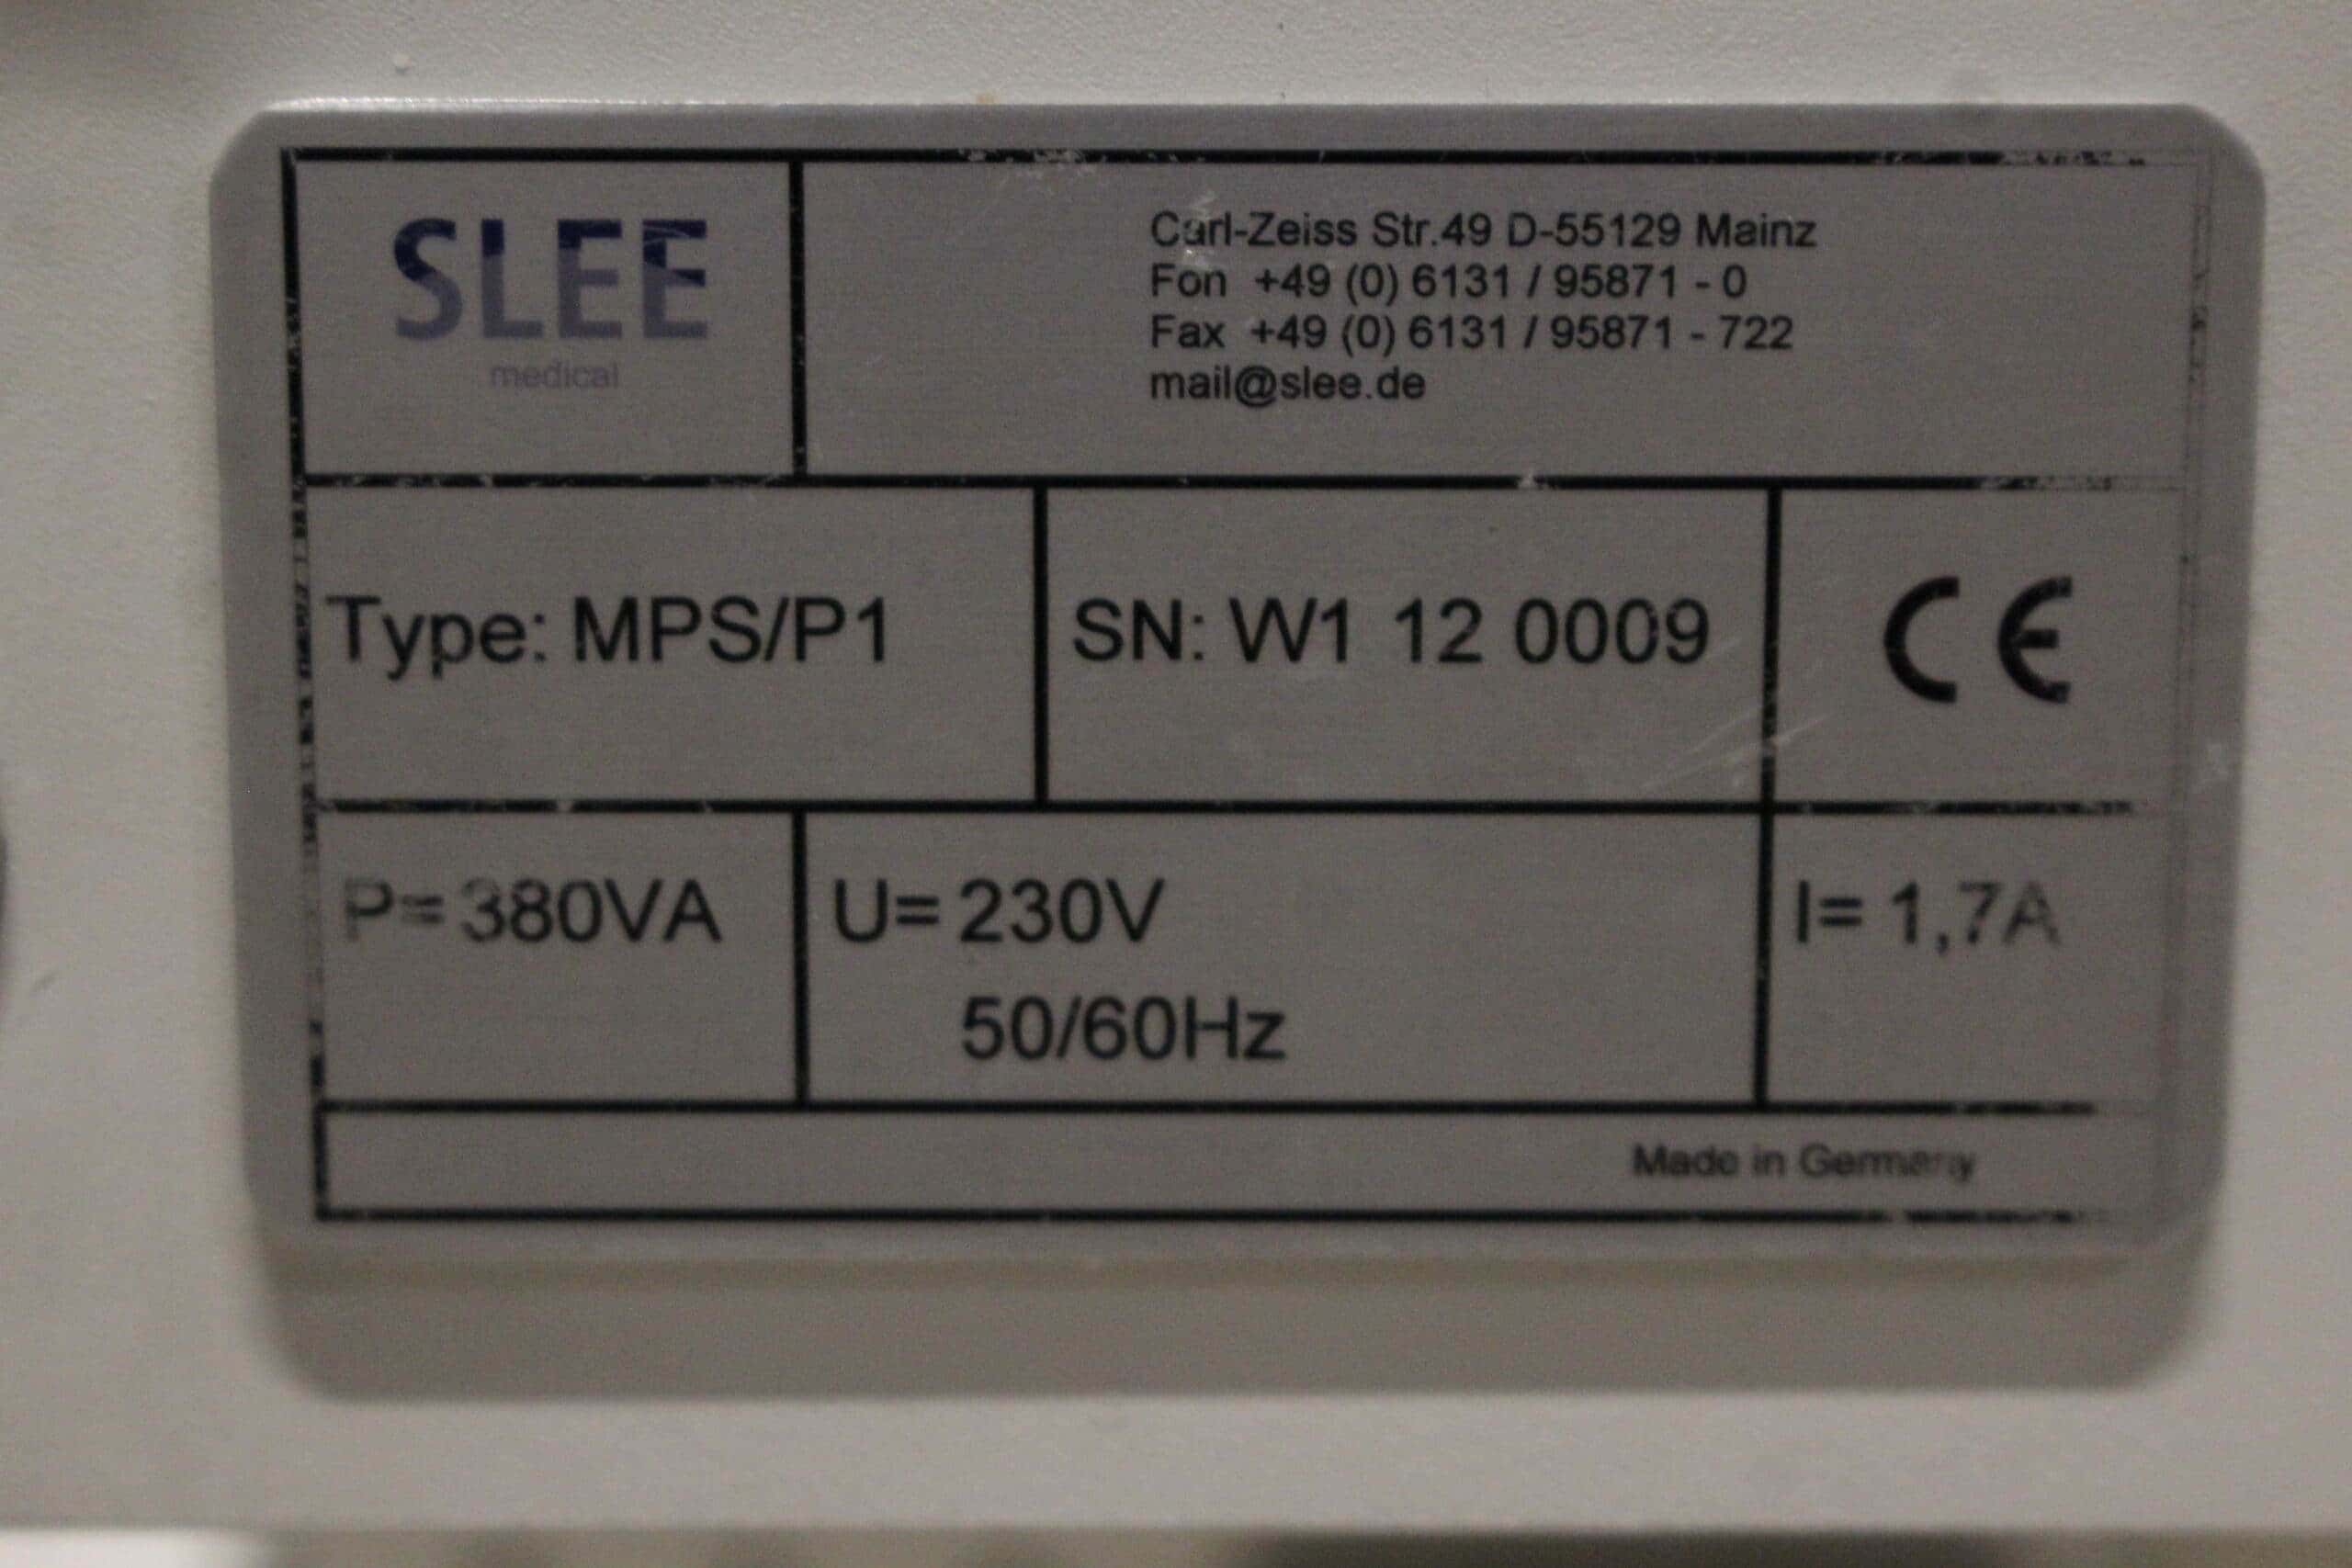 SLEE
medical
Carl-Zeiss Str.49 D-55129 Mainz
Fon +49 (0) 6131 / 95871 - 0
Fax +49 (0) 6131 / 95871 - 722
mail@slee.de
Type: MPS/P1
SN: W1 12 0009
CE
P= 380VA
U= 230V
50/60Hz
I= 1,7A
Made in Germany